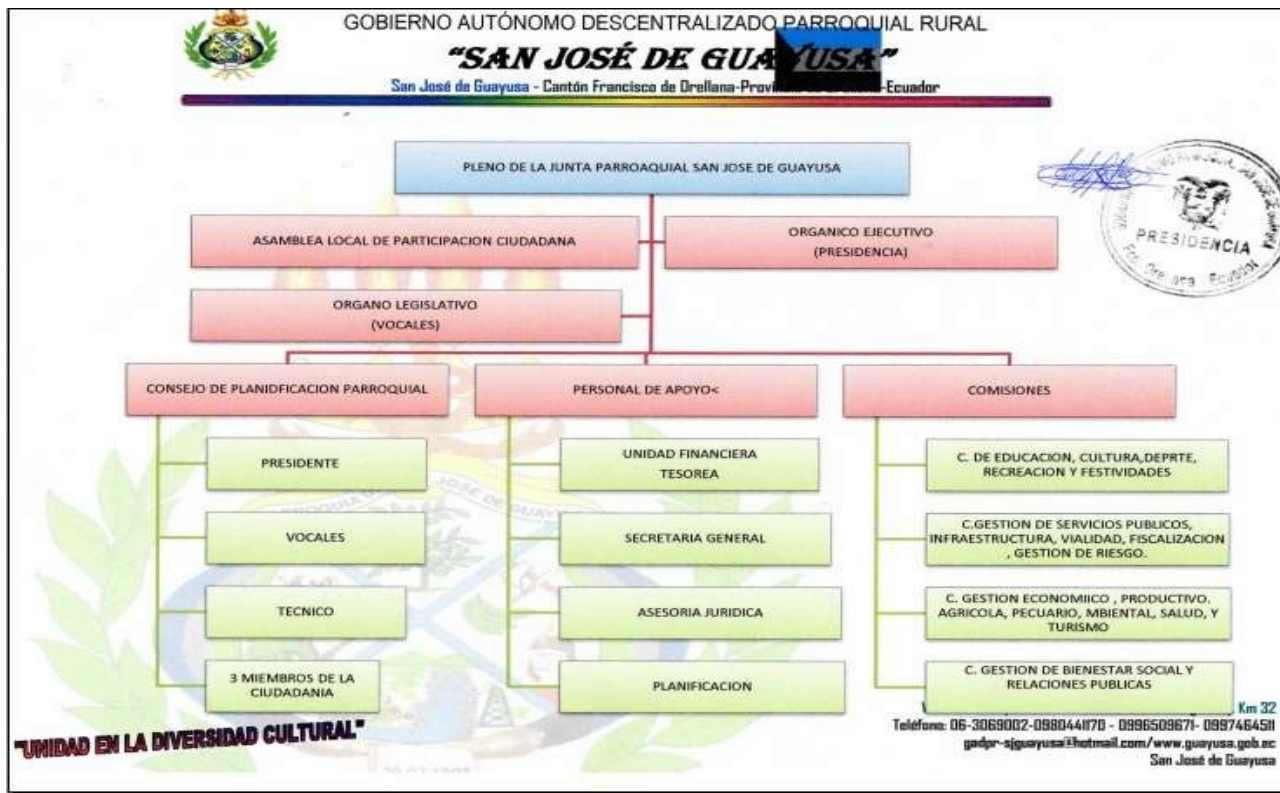 GOBIERNO AUTÓNOMO DESCENTRALIZADO PARROQUIAL RURAL
"SAN JOSÉ DE GUAYUSA"
San José de Guayusa - Cantón Francisco de Orellana-Provi -Ecuador
PLENO DE LA JUNTA PARROAQUIAL SAN JOSE DE GUAYUSA
ASAMBLEA LOCAL DE PARTICIPACION CIUDADANA
ORGANICO EJECUTIVO
(PRESIDENCIA)
PRESIDENCIA
Fco. Orellana Ecuador
ORGANO LEGISLATIVO
(VOCALES)
CONSEJO DE PLANIDFICACION PARROQUIAL
PRESIDENTE
VOCALES
TECNICO
3 MIEMBROS DE LA
CIUDADANIA
PERSONAL DE APOYO<
UNIDAD FINANCIERA
TESOREA
SECRETARIA GENERAL
ASESORIA JURIDICA
PLANIFICACION
COMISIONES
C. DE EDUCACION, CULTURA,DEPRTE,
RECREACION Y FESTIVIDADES
C.GESTION DE SERVICIOS PUBLICOS,
INFRAESTRUCTURA, VIALIDAD, FISCALIZACION
, GESTION DE RIESGO.
C. GESTION ECONOMIICO , PRODUCTIVO.
AGRICOLA, PECUARIO, MBIENTAL, SALUD, Y
TURISMO
C. GESTION DE BIENESTAR SOCIAL Y
RELACIONES PUBLICAS
"UNIDAD EN LA DIVERSIDAD CULTURAL"
Km 32
Teléfono: 06-3069002-0980441170 - 0996509671- 0997464511
gadpr-sjguayusa@hotmail.com/www.guayusa.gob.ec
San José de Guayusa